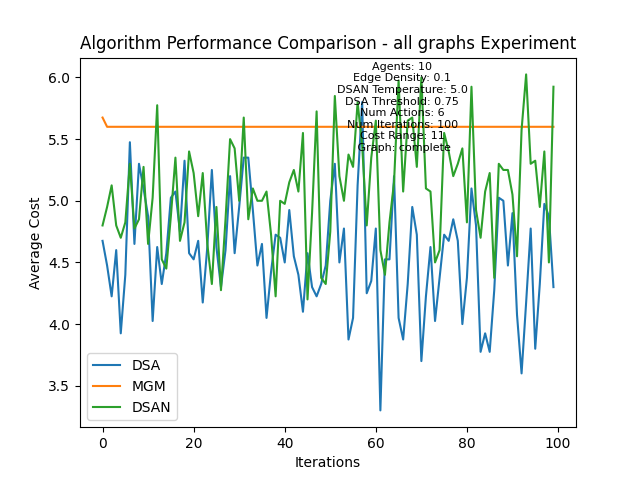 Algorithm Performance Comparison - all graphs Experiment
Agents: 10
Edge Density: 0.1
DSAN Temperature: 5.0
DSA Threshold: 0.75
Num Actions: 6
Num Iterations: 100
Cost Range: 11
Graph: complete
Average Cost
6.0
5.5
5.0
4.5
4.0
3.5
DSA
MGM
DSAN
0
20
40
60
80
100
Iterations